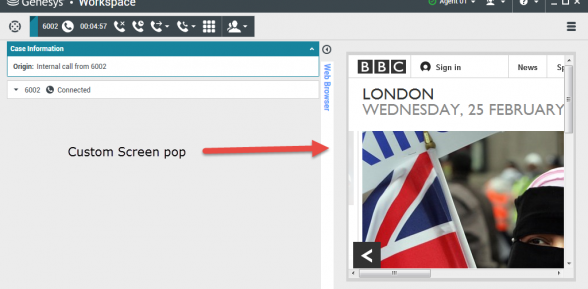 Genesys • Workspace
Agent 01
?
6002 00:04:57
Case Information
Origin: Internal call from 6002
6002 Connected
Web Browser
Custom Screen pop
BBC Sign in News
LONDON
WEDNESDAY, 25 FEBRUARY